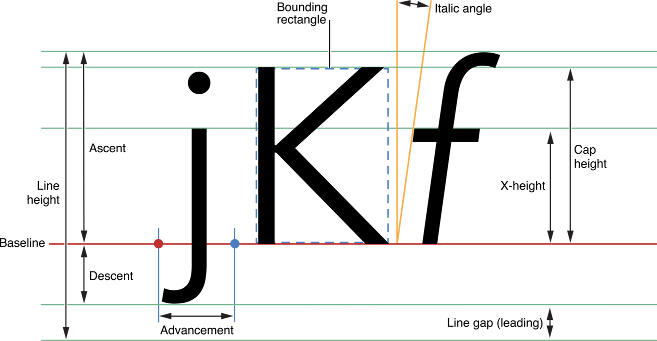 Bounding
rectangle
Italic angle
jKf
Ascent
Line
height
Cap
height
X-height
Baseline
Descent
Advancement
Line gap (leading)